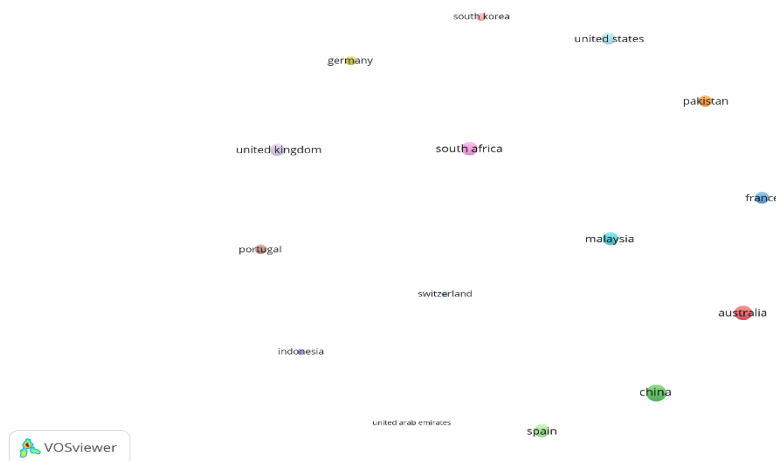 south korea
united states
germany
pakistan
united kingdom
south africa
france
malaysia
portugal
switzerland
australia
indonesia
china
united arab emirates
spain
VOSviewer